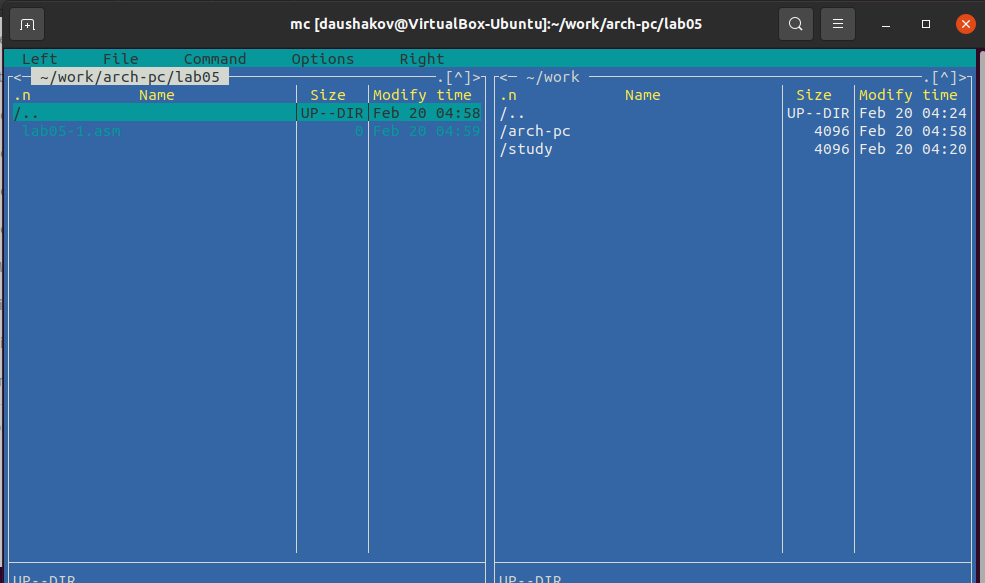 mc [daushakov@VirtualBox-Ubuntu]:~/work/arch-pc/lab05
Left File Command Options Right
<─ ~/work/arch-pc/lab05 .[^]>
.n Name Size Modify time
/.. UP--DIR Feb 20 04:58
lab05-1.asm 0 Feb 20 04:59
UP--DIR
<─ ~/work .[^]>
.n Name Size Modify time
/.. UP--DIR Feb 20 04:24
/arch-pc 4096 Feb 20 04:58
/study 4096 Feb 20 04:20
UP--DIR